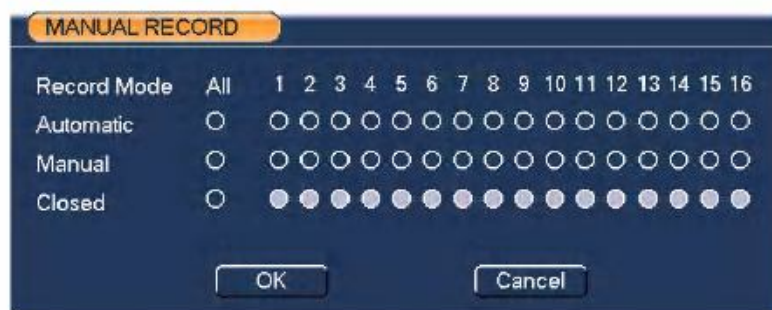 MANUAL RECORD
Record Mode All 1 2 3 4 5 6 7 8 9 10 11 12 13 14 15 16
Automatic
Manual
Closed
OK Cancel